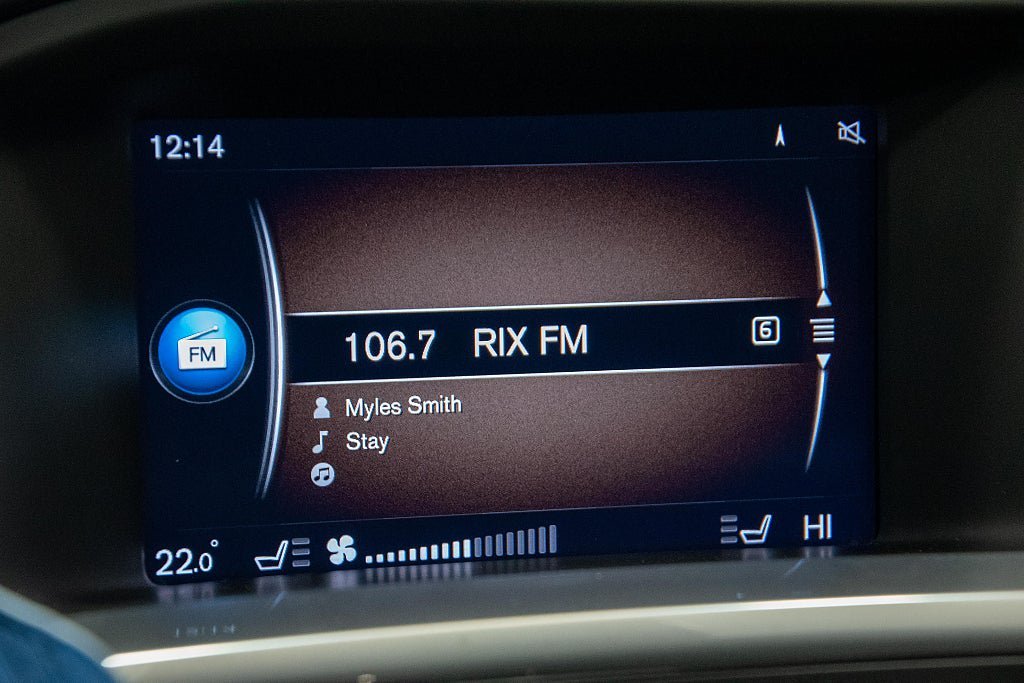 12:14
106.7 RIX FM 6
FM
Myles Smith
Stay
22.0° HI